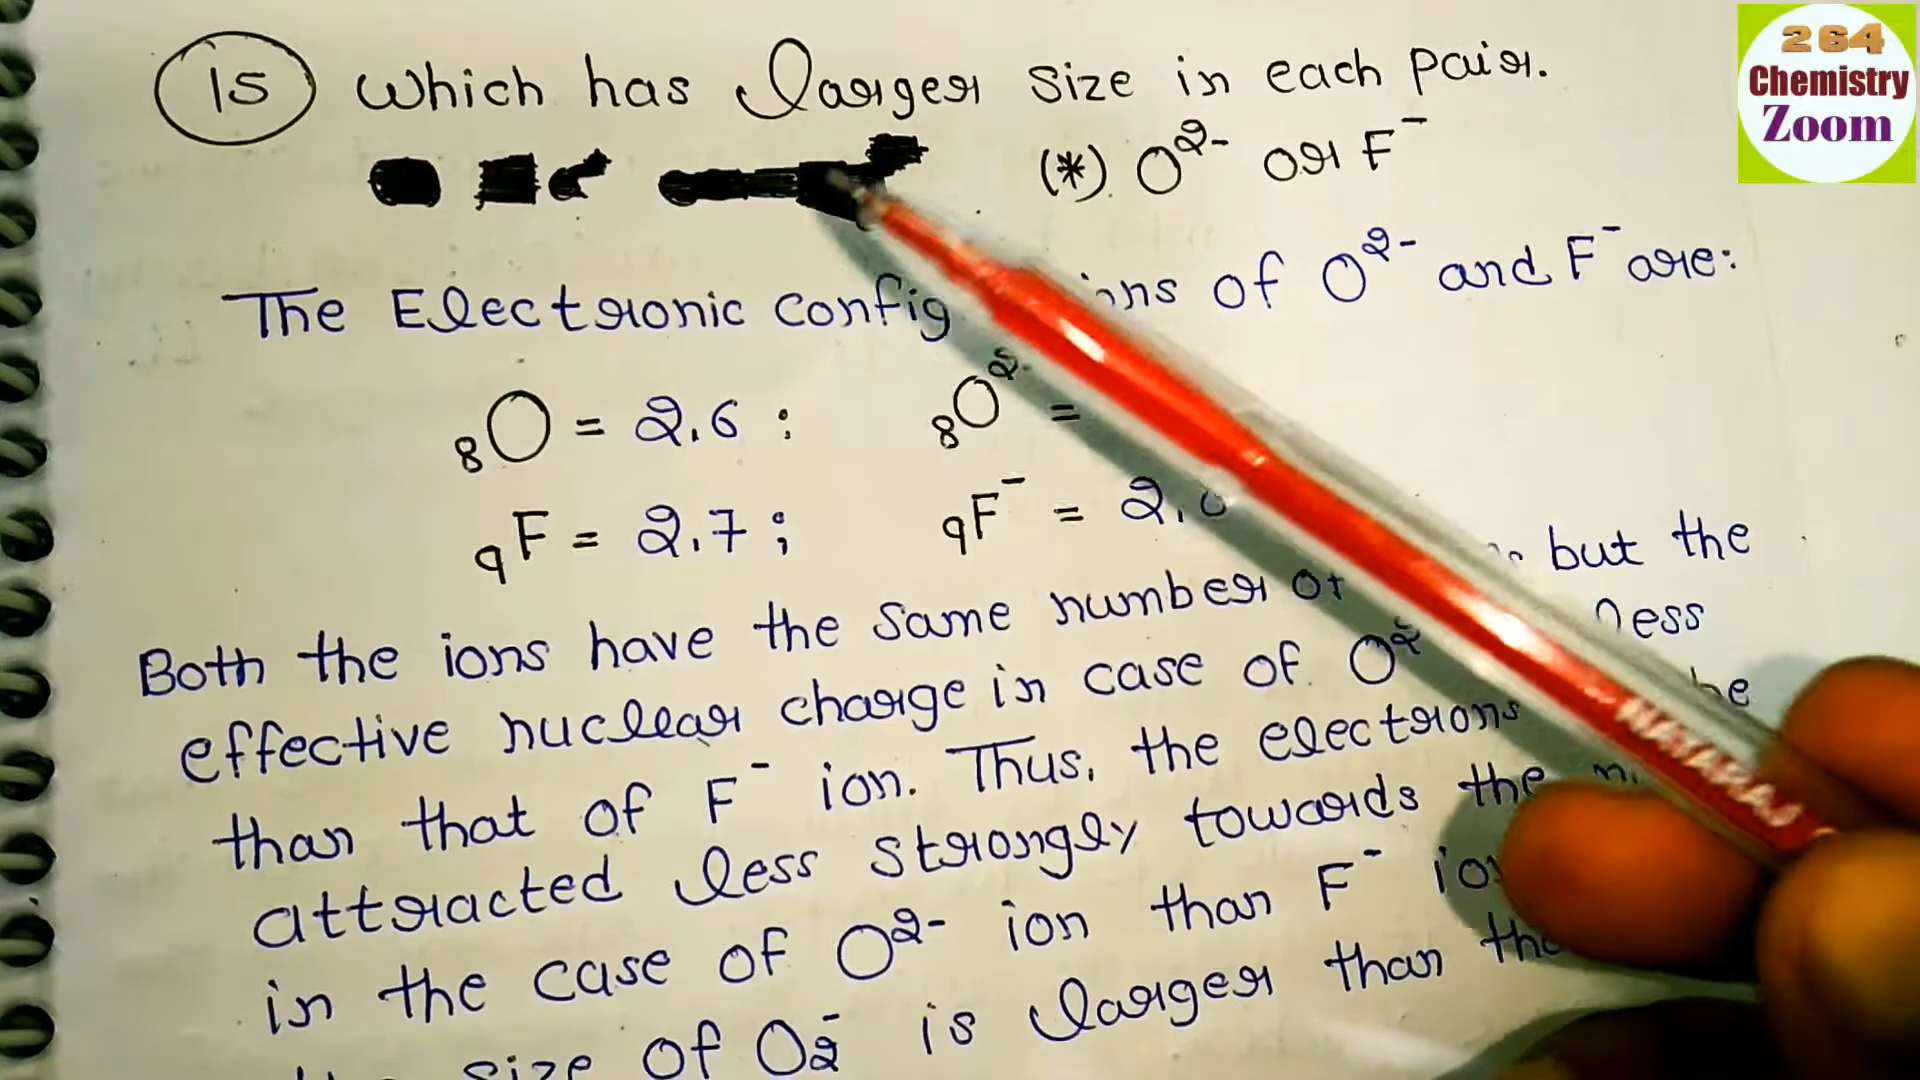 264
Chemistry
Zoom
15 Which has larger size in each pair.
(*) O²⁻ or F⁻
The Electronic config ons of O²⁻ and F⁻ are:
₈O = 2.6 ; ₈O²⁻ =
₉F = 2.7 ; ₉F⁻ = 2.
Both the ions have the same number of but the
effective nuclear charge in case of O² less
than that of F⁻ ion. Thus, the electrons
attracted less strongly towards the
in the case of O²⁻ ion than F⁻
size of O₂⁻ is larger than
NATARAJ